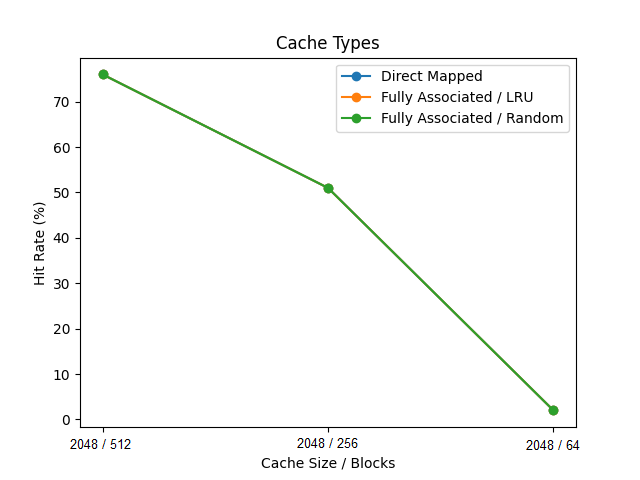 Cache Types
Direct Mapped
Fully Associated / LRU
Fully Associated / Random
Hit Rate (%)
70
60
50
40
30
20
10
0
2048 / 512
2048 / 256
2048 / 64
Cache Size / Blocks